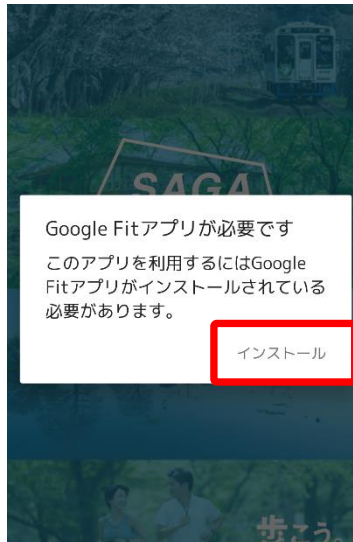 SAGA
Google Fitアプリが必要です
このアプリを利用するにはGoogle
Fitアプリがインストールされている
必要があります。
インストール
歩こう。